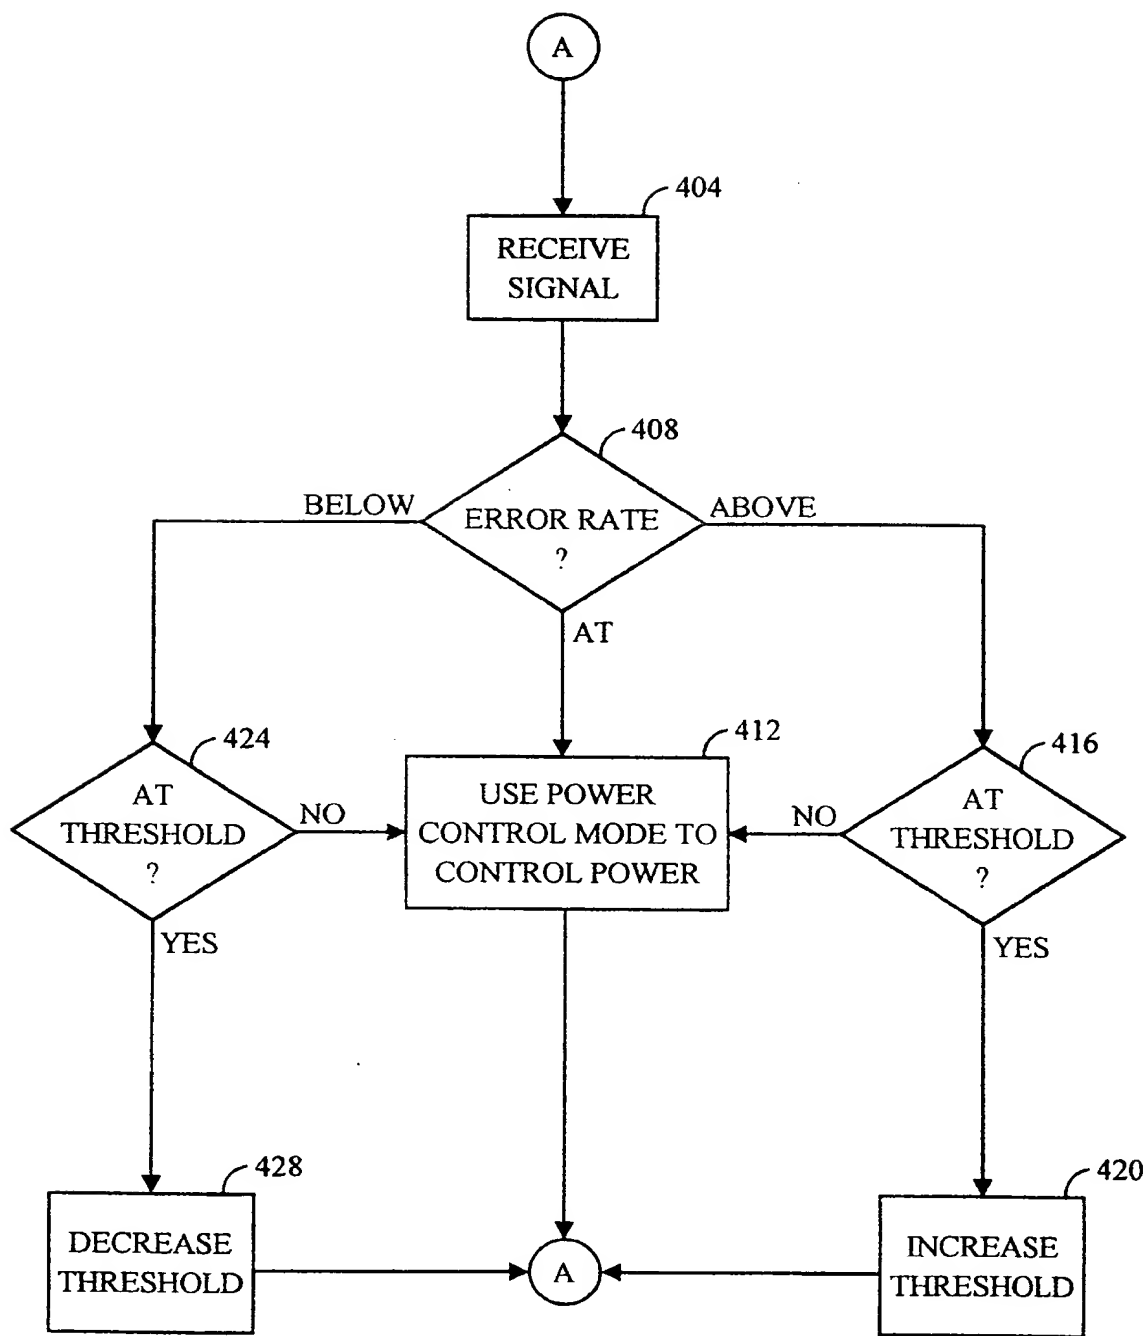 A
404
RECEIVE
SIGNAL
408
BELOW
ERROR RATE
?
ABOVE
AT
424
AT
THRESHOLD
?
NO
YES
412
USE POWER
CONTROL MODE TO
CONTROL POWER
416
AT
THRESHOLD
?
NO
YES
428
DECREASE
THRESHOLD
A
420
INCREASE
THRESHOLD